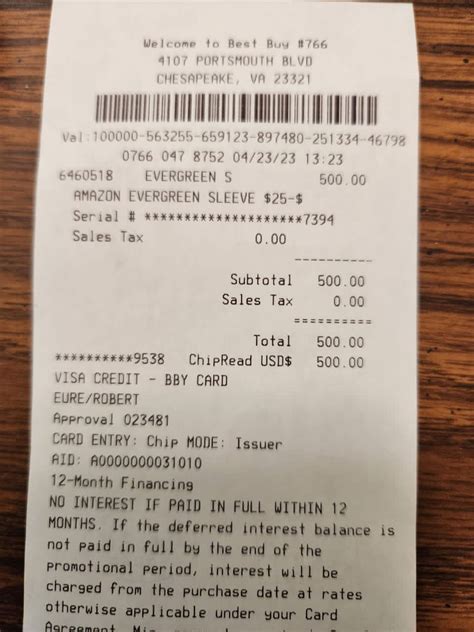 Welcome to Best Buy #766
4107 PORTSMOUTH BLVD
CHESAPEAKE, VA 23321
Val:100000-563255-659123-897480-251334-46798
0766 047 8752 04/23/23 13:23
6460518 EVERGREEN S 500.00
AMAZON EVERGREEN SLEEVE $25-$
Serial # *******************7394
Sales Tax 0.00
Subtotal 500.00
Sales Tax 0.00
Total 500.00
**********9538 ChipRead USD$ 500.00
VISA CREDIT - BBY CARD
EURE/ROBERT
Approval 023481
CARD ENTRY: Chip MODE: Issuer
AID: A0000000031010
12-Month Financing
NO INTEREST IF PAID IN FULL WITHIN 12
MONTHS. If the deferred interest balance is
not paid in full by the end of the
promotional period, interest will be
charged from the purchase date at rates
otherwise applicable under your Card